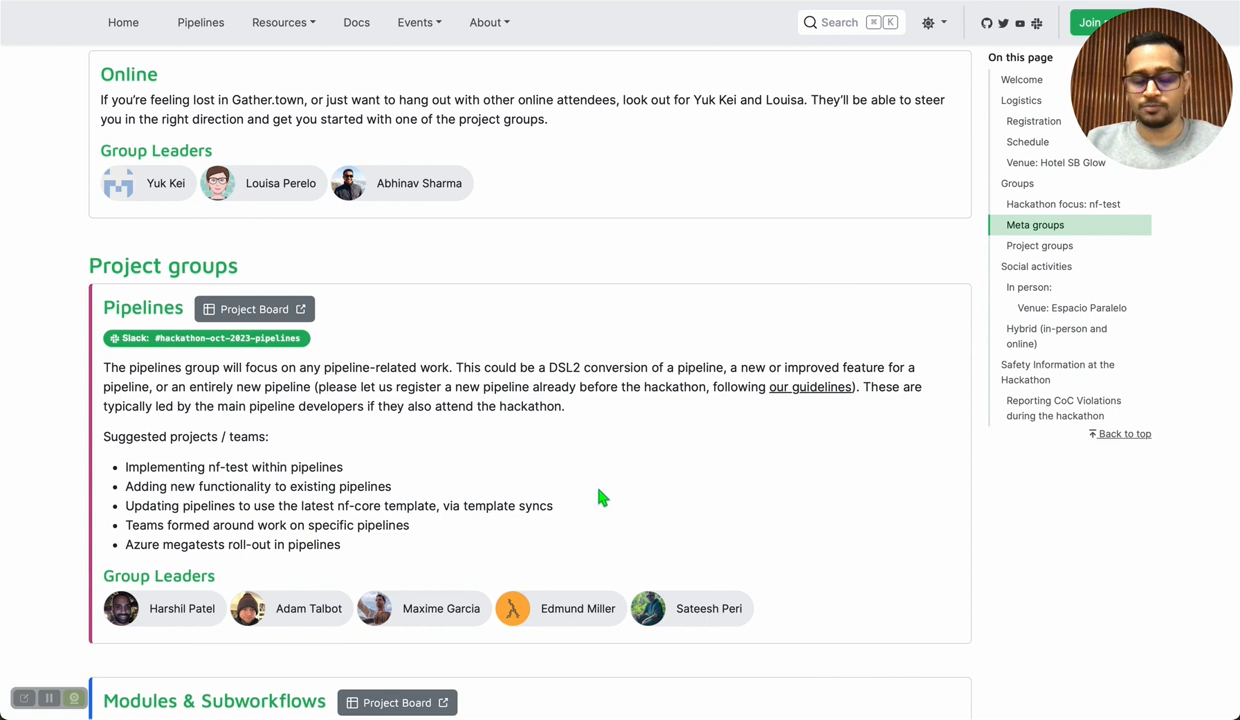 Home Pipelines Resources Docs Events About Search ⌘ K Join
Online
If you're feeling lost in Gather.town, or just want to hang out with other online attendees, look out for Yuk Kei and Louisa. They'll be able to steer
you in the right direction and get you started with one of the project groups.
Group Leaders
Yuk Kei Louisa Perelo Abhinav Sharma
Project groups
Pipelines Project Board
Slack: #hackathon-oct-2023-pipelines
The pipelines group will focus on any pipeline-related work. This could be a DSL2 conversion of a pipeline, a new or improved feature for a
pipeline, or an entirely new pipeline (please let us register a new pipeline already before the hackathon, following our guidelines). These are
typically led by the main pipeline developers if they also attend the hackathon.
Suggested projects / teams:
• Implementing nf-test within pipelines
• Adding new functionality to existing pipelines
• Updating pipelines to use the latest nf-core template, via template syncs
• Teams formed around work on specific pipelines
• Azure megatests roll-out in pipelines
Group Leaders
Harshil Patel Adam Talbot Maxime Garcia Edmund Miller Sateesh Peri
Modules & Subworkflows Project Board
On this page
Welcome
Logistics
Registration
Schedule
Venue: Hotel SB Glow
Groups
Hackathon focus: nf-test
Meta groups
Project groups
Social activities
In person:
Venue: Espacio Paralelo
Hybrid (in-person and
online)
Safety Information at the
Hackathon
Reporting CoC Violations
during the hackathon
Back to top